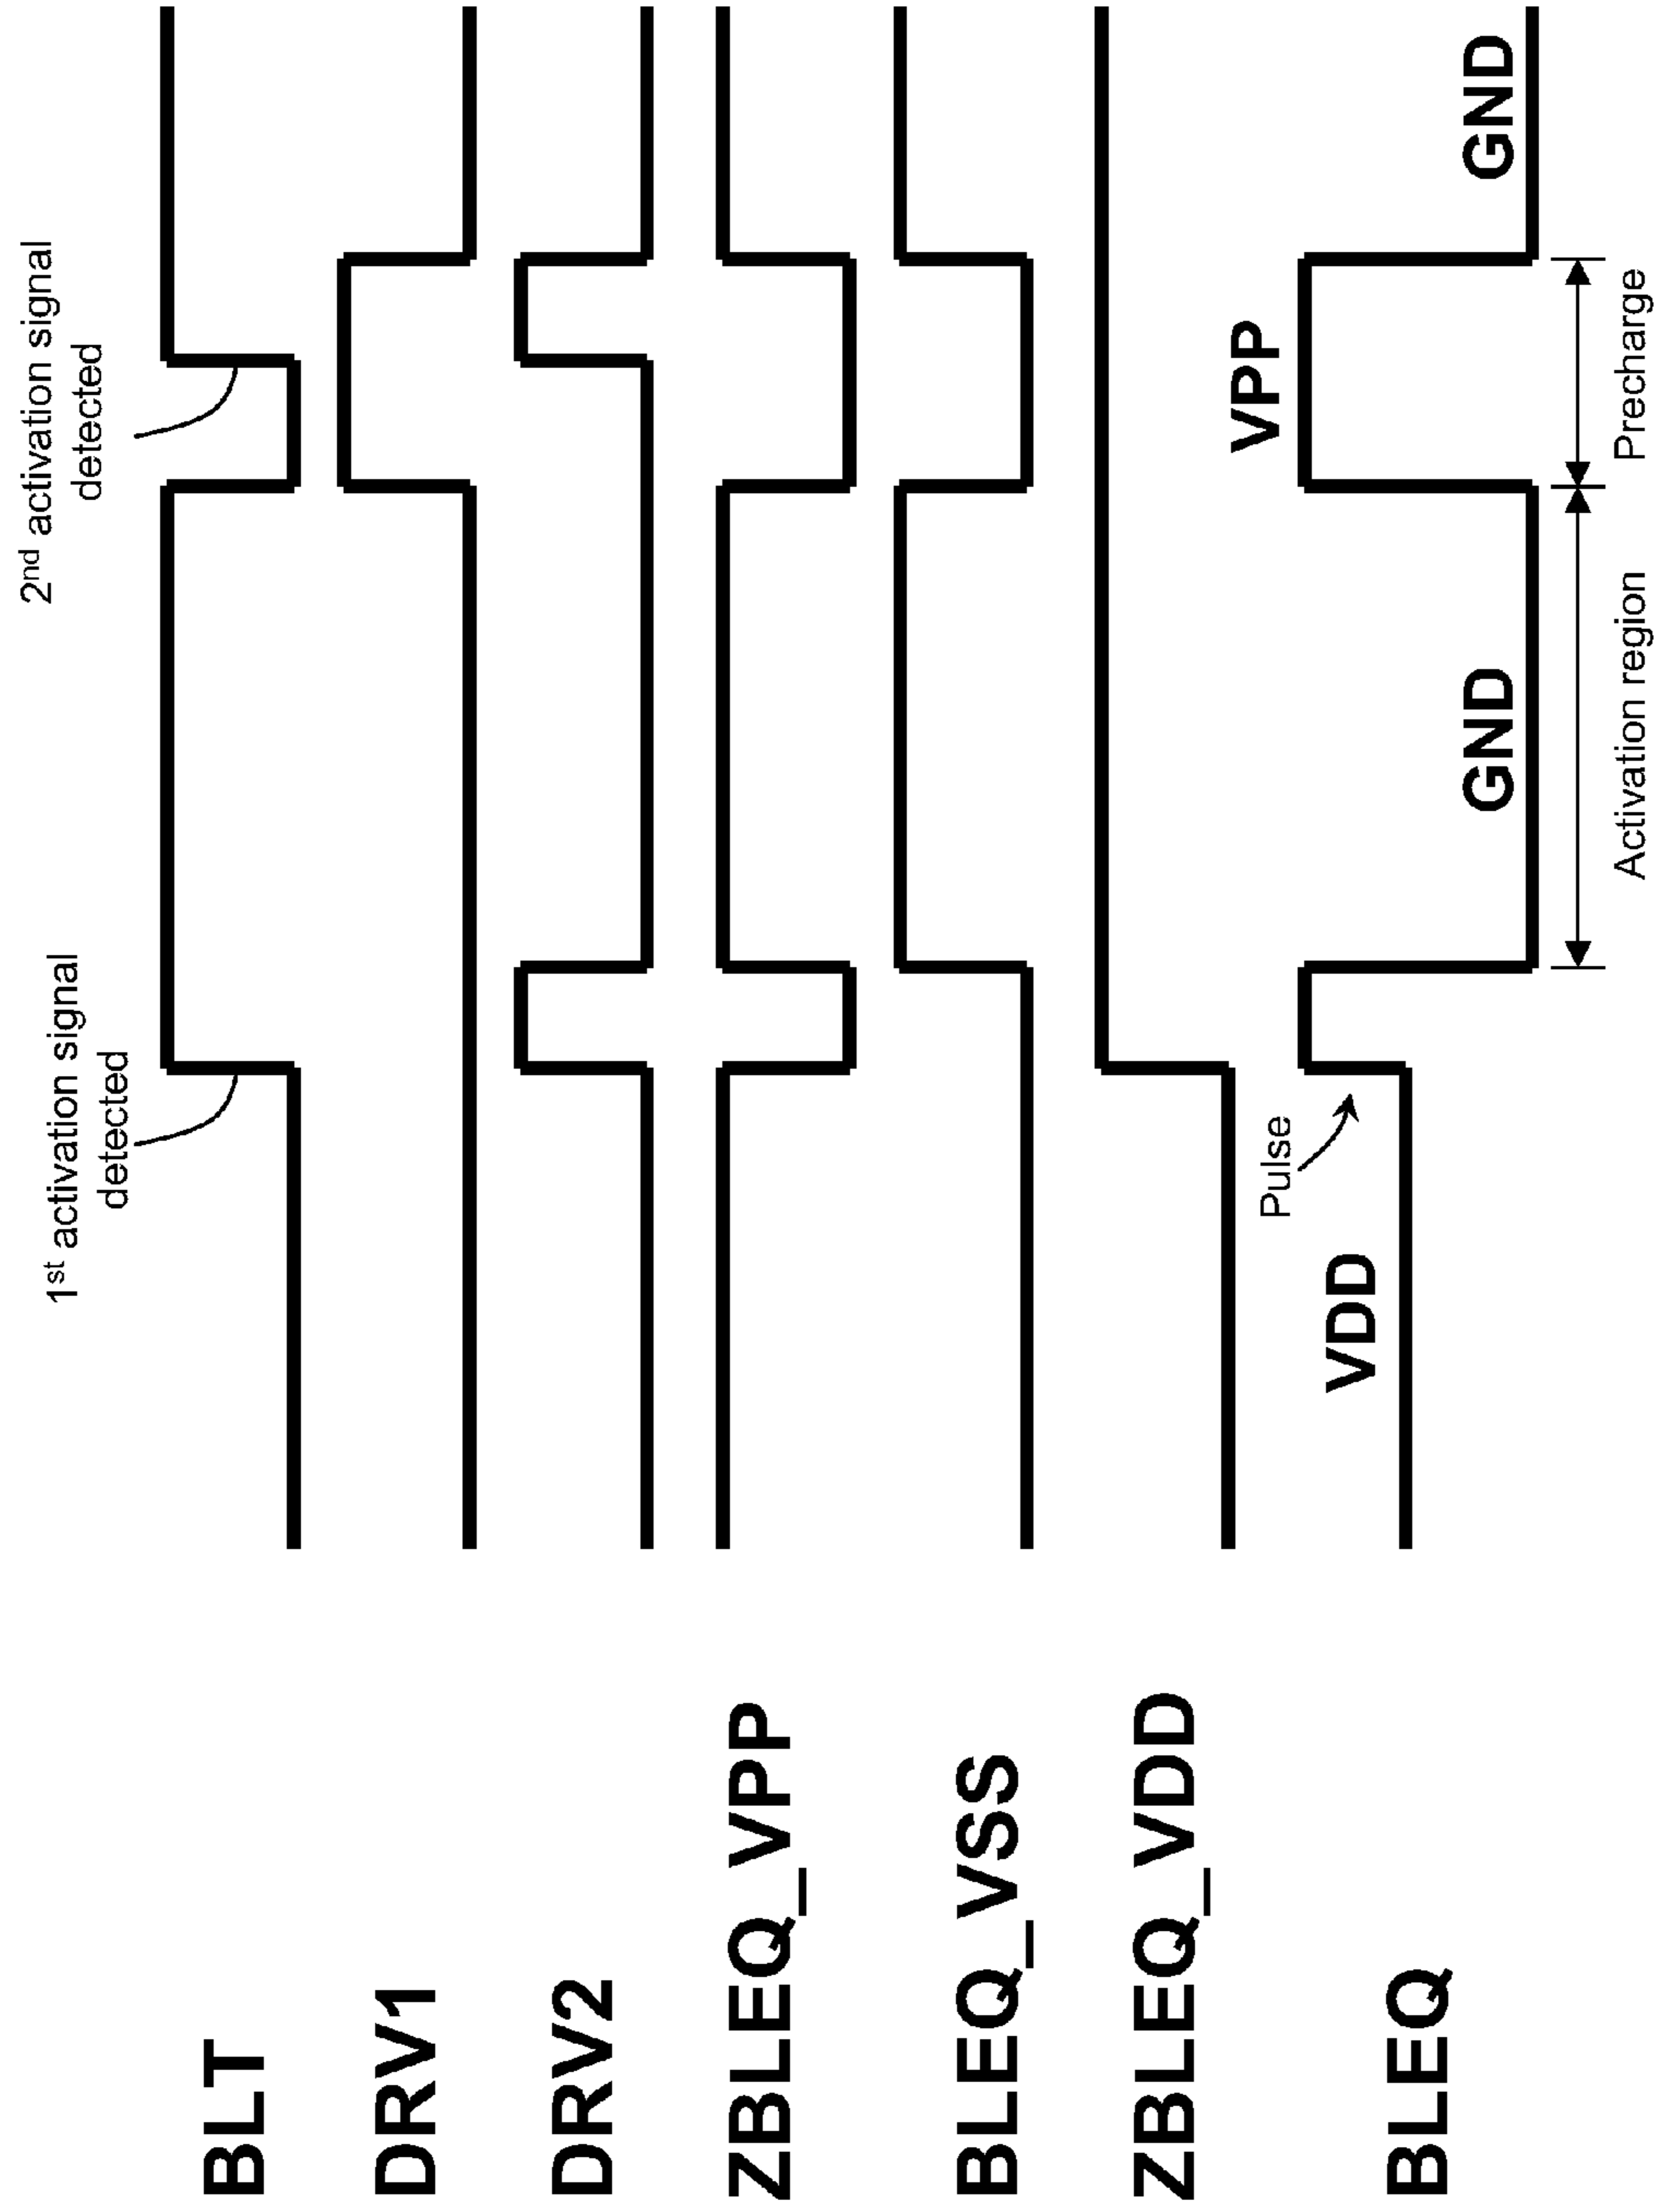 1st activation signal
detected
2nd activation signal
detected
BLT
DRV1
DRV2
ZBLEQ_VPP
BLEQ_VSS
ZBLEQ_VDD
BLEQ
VDD
Pulse
GND
VPP
GND
Activation region
Precharge